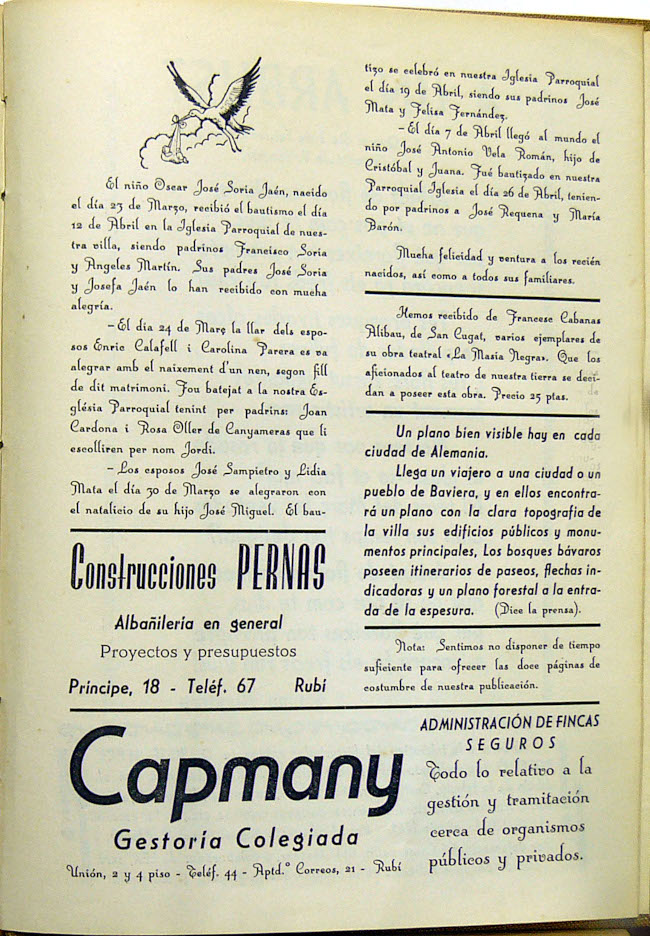 El niño Oscar José Soria Jaén, nacido
el día 23 de Marzo, recibió el bautismo el día
12 de Abril en la Iglesia Parroquial de nues-
tra villa, siendo padrinos Francisco Soria
y Angeles Martín. Sus padres José Soria
y Josefa Jaén lo han recibido con mucha
alegría.
—El dia 24 de Març la llar dels espo-
sos Enric Calafell i Carolina Parera es va
alegrar amb el naixement d'un nen, segon fill
de dit matrimoni. Fou batejat a la nostra Es-
glésia Parroquial tenint per padrins: Joan
Cardona i Rosa Oller de Canyameras que li
escolliren per nom Jordi.
—Los esposos José Sampietro y Lidia
Mata el día 30 de Marzo se alegraron con
el natalicio de su hijo José Miguel. El bau-
tizo se celebró en nuestra Iglesia Parroquial
el día 19 de Abril, siendo sus padrinos José
Mata y Felisa Fernández.
—El día 7 de Abril llegó al mundo el
niño José Antonio Vela Román, hijo de
Cristóbal y Juana. Fué bautizado en nuestra
Parroquial Iglesia el día 26 de Abril, tenien-
do por padrinos a José Requena y María
Barón.
Mucha felicidad y ventura a los recién
nacidos, así como a todos sus familiares.
Hemos recibido de Francesc Cabanas
Alibau, de San Cugat, varios ejemplares de
su obra teatral «La Masia Negra». Que los
aficionados al teatro de nuestra tierra se deci-
dan a poseer esta obra. Precio 25 ptas.
Un plano bien visible hay en cada
ciudad de Alemania.
Llega un viajero a una ciudad o un
pueblo de Baviera, y en ellos encontra-
rá un plano con la clara topografia de
la villa sus edificios públicos y monu-
mentos principales, Los bosques bávaros
poseen itinerarios de paseos, flechas in-
dicadoras y un plano forestal a la entra-
da de la espesura. (Dice la prensa).
Nota: Sentimos no disponer de tiempo
suficiente para ofrecer las doce páginas de
costumbre de nuestra publicación.
Construcciones PERNAS
Albañilería en general
Proyectos y presupuestos
Príncipe, 18 - Teléf. 67 Rubí
Capmany
Gestoría Colegiada
Unión, 2 y 4 piso - Teléf. 44 - Aptd.º Correos, 21 - Rubí
ADMINISTRACIÓN DE FINCAS
SEGUROS
Todo lo relativo a la
gestión y tramitación
cerca de organismos
públicos y privados.